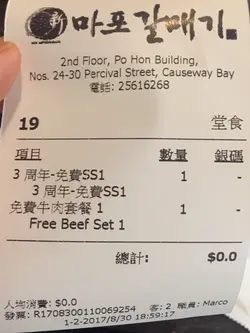 新 마포갈매기
2nd Floor, Po Hon Building,
Nos. 24-30 Percival Street, Causeway Bay
電話: 25616268
19 堂食
項目 數量 銀碼
3 周年-免費SS1 1 -
3 周年-免費SS1
免費牛肉套餐 1 1 -
Free Beef Set 1
總計: $0.0
人均消費: $0.0
發票: R1708300110069254 客: 2 職員: Marco
1-2-2017/8/30 18:59:17